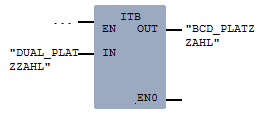 ITB
... EN OUT "BCD_PLATZ
ZAHL"
"DUAL_PLAT IN
ZZAHL"
ENO